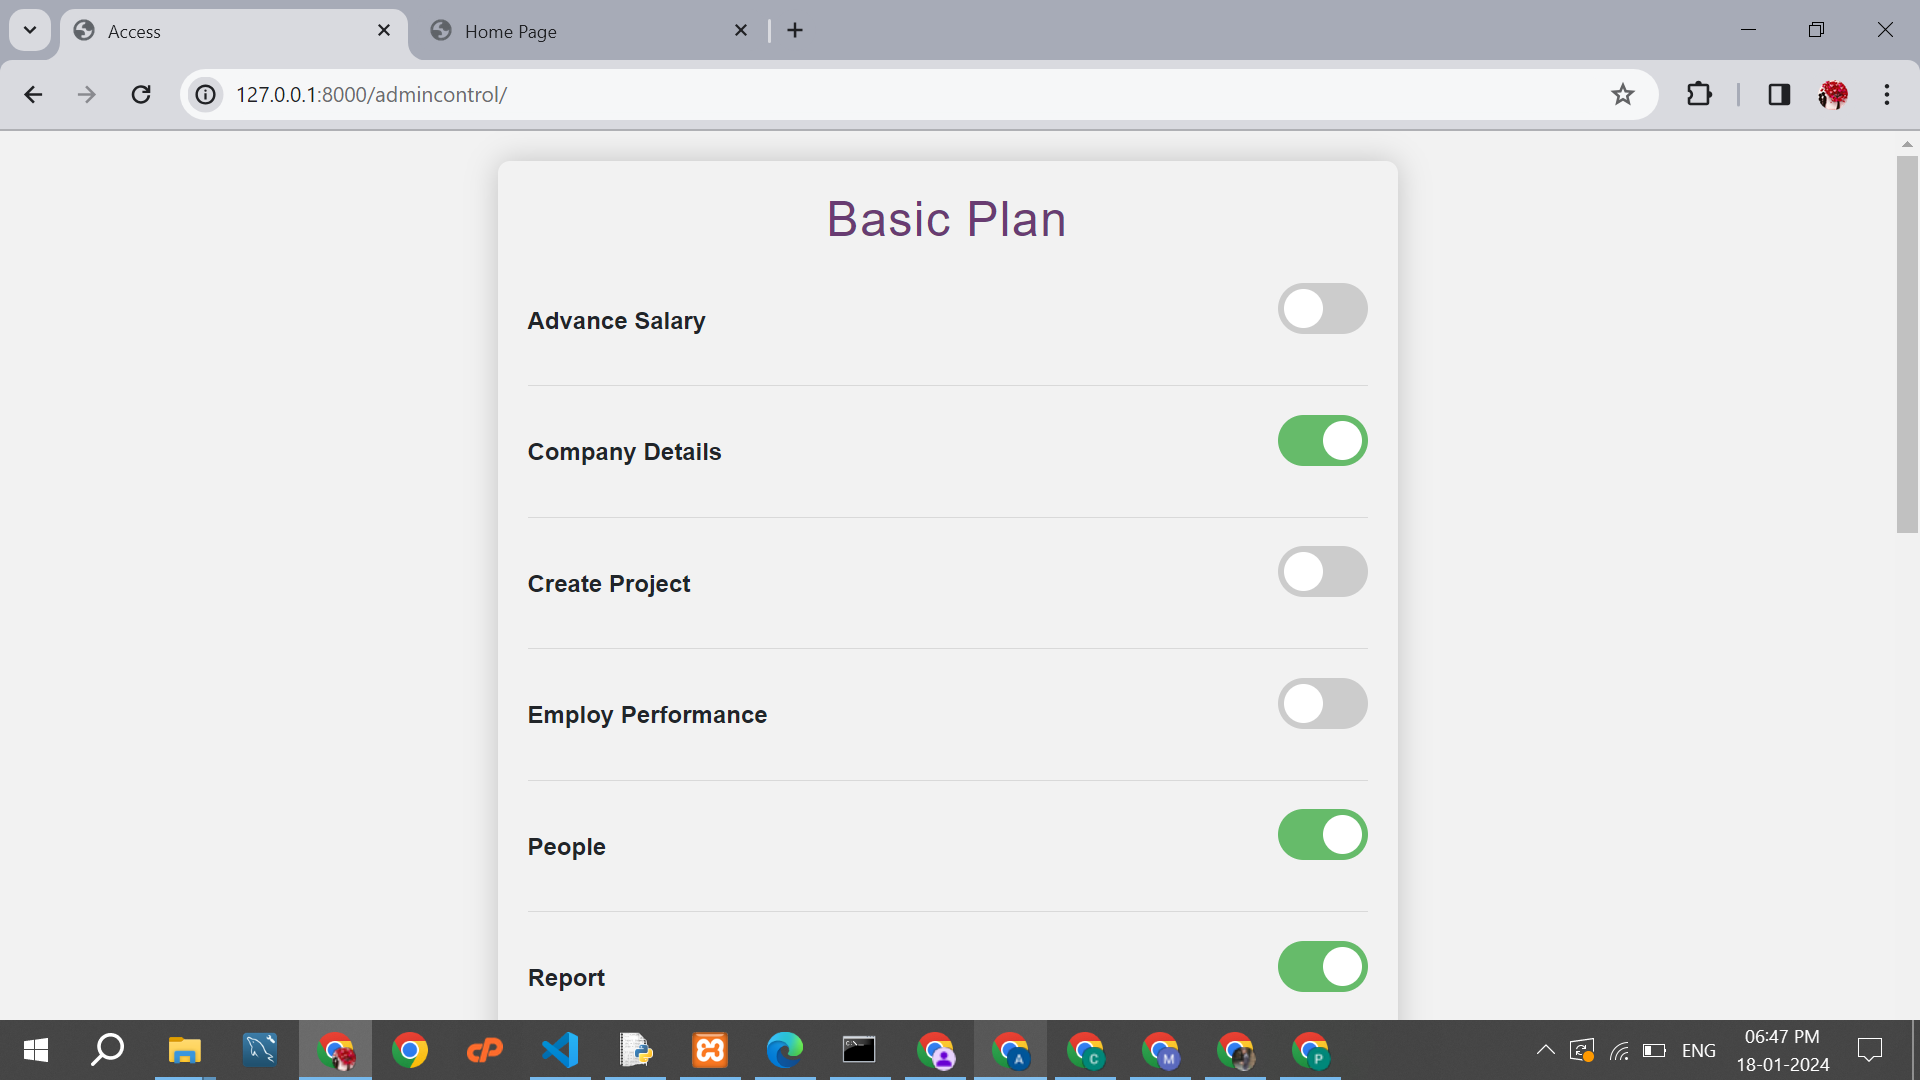 Access
Home Page
127.0.0.1:8000/admincontrol/
Basic Plan
Advance Salary
Company Details
Create Project
Employ Performance
People
Report
cP
A
C
M
P
ENG
06:47 PM
18-01-2024